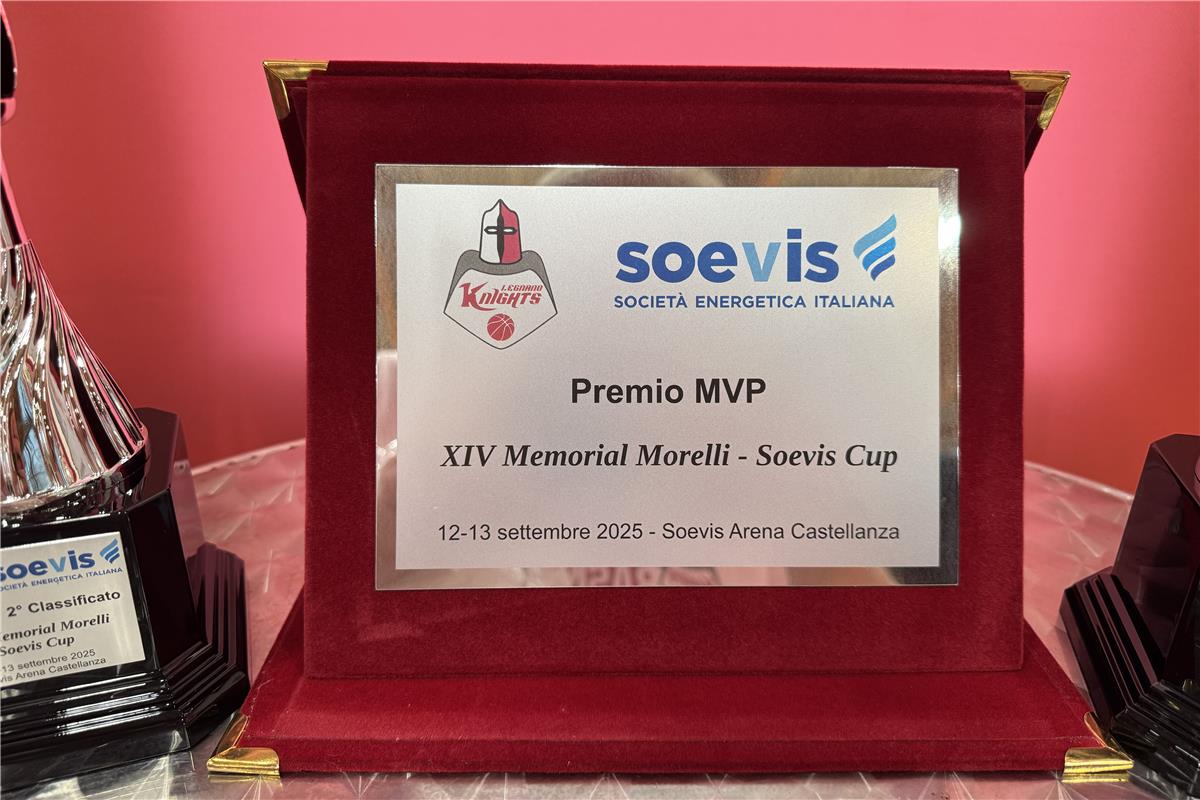 LEGNANO
KNIGHTS
soevis
SOCIETÀ ENERGETICA ITALIANA
Premio MVP
XIV Memorial Morelli - Soevis Cup
12-13 settembre 2025 - Soevis Arena Castellanza
soevis
SOCIETÀ ENERGETICA ITALIANA
2° Classificato
Memorial Morelli
Soevis Cup
-13 settembre 2025
vis Arena Castellanza